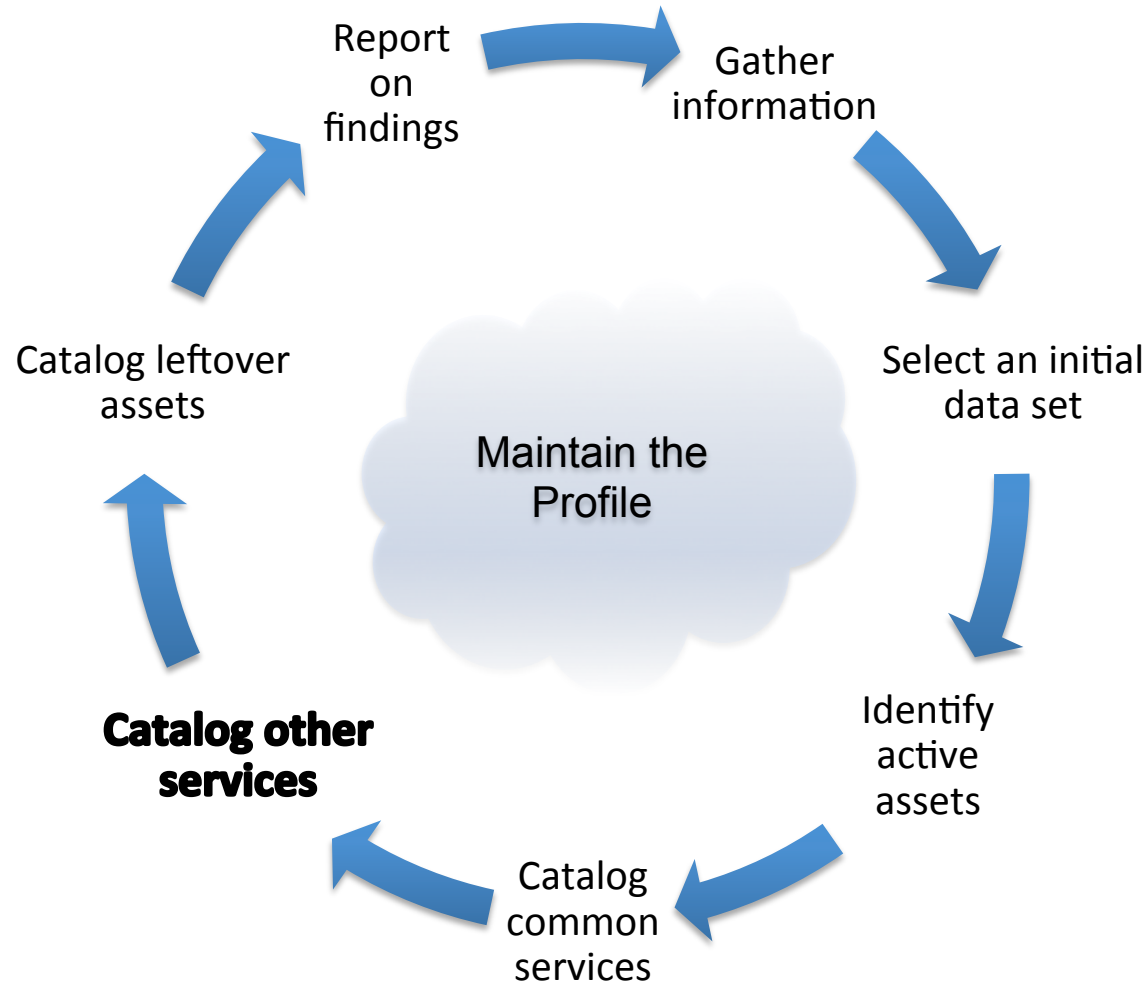 Report
on
findings
Gather
information
Select an initial
data set
Identify
active
assets
Catalog
common
services
Catalog other
services
Catalog leftover
assets
Maintain the
Profile